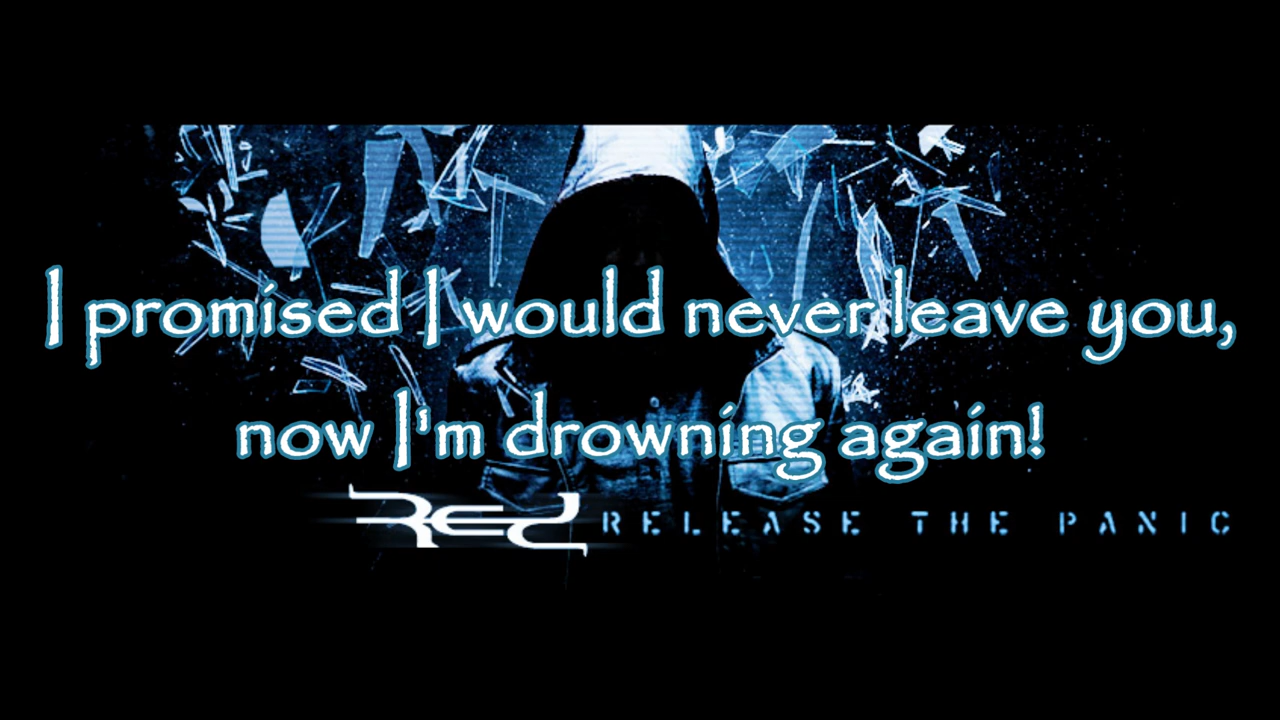 I promised I would never leave you,
now I'm drowning again!
RED RELEASE THE PANIC